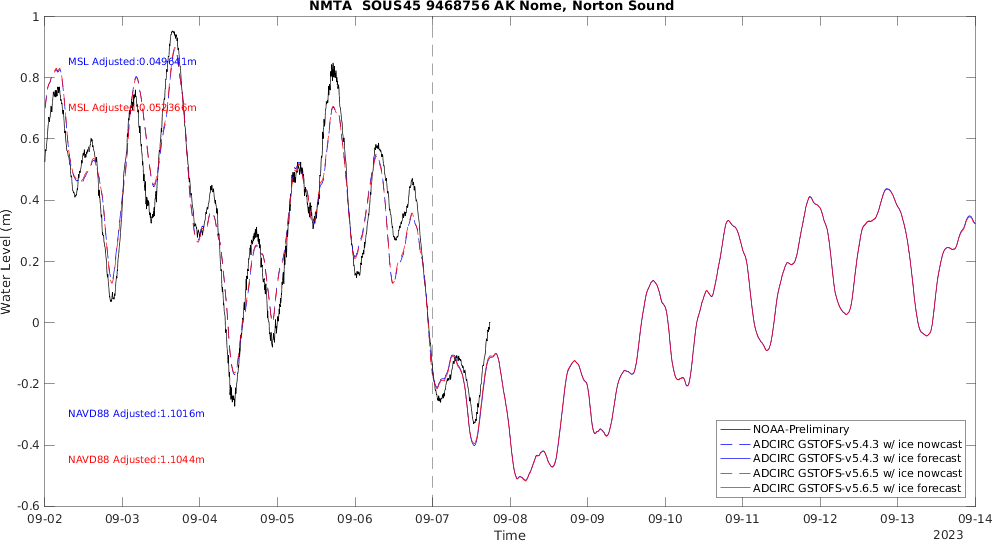 NMTA SOUS45 9468756 AK Nome, Norton Sound
1
0.8
0.6
0.4
0.2
0
-0.2
-0.4
-0.6
Water Level (m)
MSL Adjusted:0.049641m
MSL Adjusted:0.052366m
NAVD88 Adjusted:1.1016m
NAVD88 Adjusted:1.1044m
NOAA-Preliminary
ADCIRC GSTOFS-v5.4.3 w/ ice nowcast
ADCIRC GSTOFS-v5.4.3 w/ ice forecast
ADCIRC GSTOFS-v5.6.5 w/ ice nowcast
ADCIRC GSTOFS-v5.6.5 w/ ice forecast
09-02 09-03 09-04 09-05 09-06 09-07 09-08 09-09 09-10 09-11 09-12 09-13 09-14
Time
2023